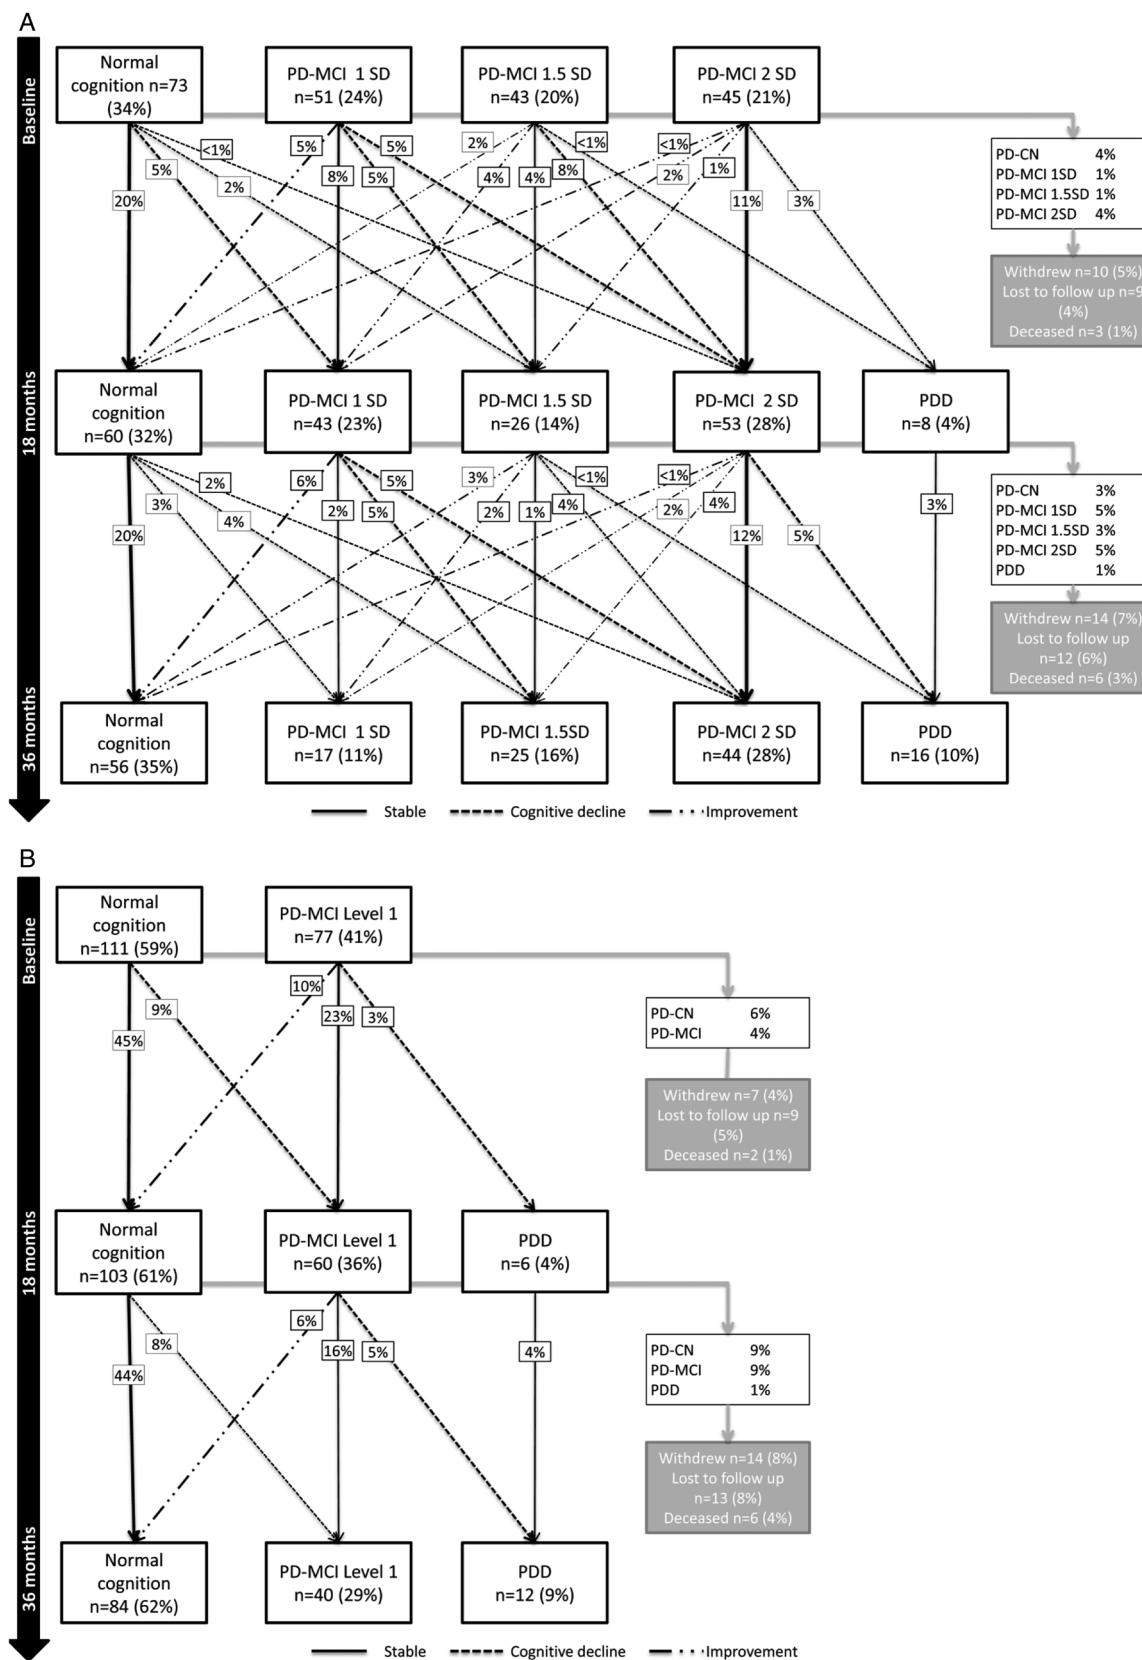 A
Baseline
18 months
36 months
Normal
cognition n=73
(34%)
PD-MCI 1 SD
n=51 (24%)
PD-MCI 1.5 SD
n=43 (20%)
PD-MCI 2 SD
n=45 (21%)
<1%
5%
2%
20%
5%
5%
8%
5%
2%
4%
4%
8%
<1%
<1%
2%
1%
11%
3%
PD-CN 4%
PD-MCI 1SD 1%
PD-MCI 1.5SD 1%
PD-MCI 2SD 4%
Withdrew n=10 (5%)
Lost to follow up n=9
(4%)
Deceased n=3 (1%)
Normal
cognition
n=60 (32%)
PD-MCI 1 SD
n=43 (23%)
PD-MCI 1.5 SD
n=26 (14%)
PD-MCI 2 SD
n=53 (28%)
PDD
n=8 (4%)
2%
3%
4%
20%
6%
5%
2%
5%
3%
2%
1%
4%
<1%
<1%
2%
4%
12%
5%
3%
PD-CN 3%
PD-MCI 1SD 5%
PD-MCI 1.5SD 3%
PD-MCI 2SD 5%
PDD 1%
Withdrew n=14 (7%)
Lost to follow up
n=12 (6%)
Deceased n=6 (3%)
Normal
cognition
n=56 (35%)
PD-MCI 1 SD
n=17 (11%)
PD-MCI 1.5SD
n=25 (16%)
PD-MCI 2 SD
n=44 (28%)
PDD
n=16 (10%)
Stable Cognitive decline Improvement
B
Baseline
18 months
36 months
Normal
cognition
n=111 (59%)
PD-MCI Level 1
n=77 (41%)
9%
45%
10%
23%
3%
PD-CN 6%
PD-MCI 4%
Withdrew n=7 (4%)
Lost to follow up n=9
(5%)
Deceased n=2 (1%)
Normal
cognition
n=103 (61%)
PD-MCI Level 1
n=60 (36%)
PDD
n=6 (4%)
8%
44%
6%
16%
5%
4%
PD-CN 9%
PD-MCI 9%
PDD 1%
Withdrew n=14 (8%)
Lost to follow up
n=13 (8%)
Deceased n=6 (4%)
Normal
cognition
n=84 (62%)
PD-MCI Level 1
n=40 (29%)
PDD
n=12 (9%)
Stable Cognitive decline Improvement